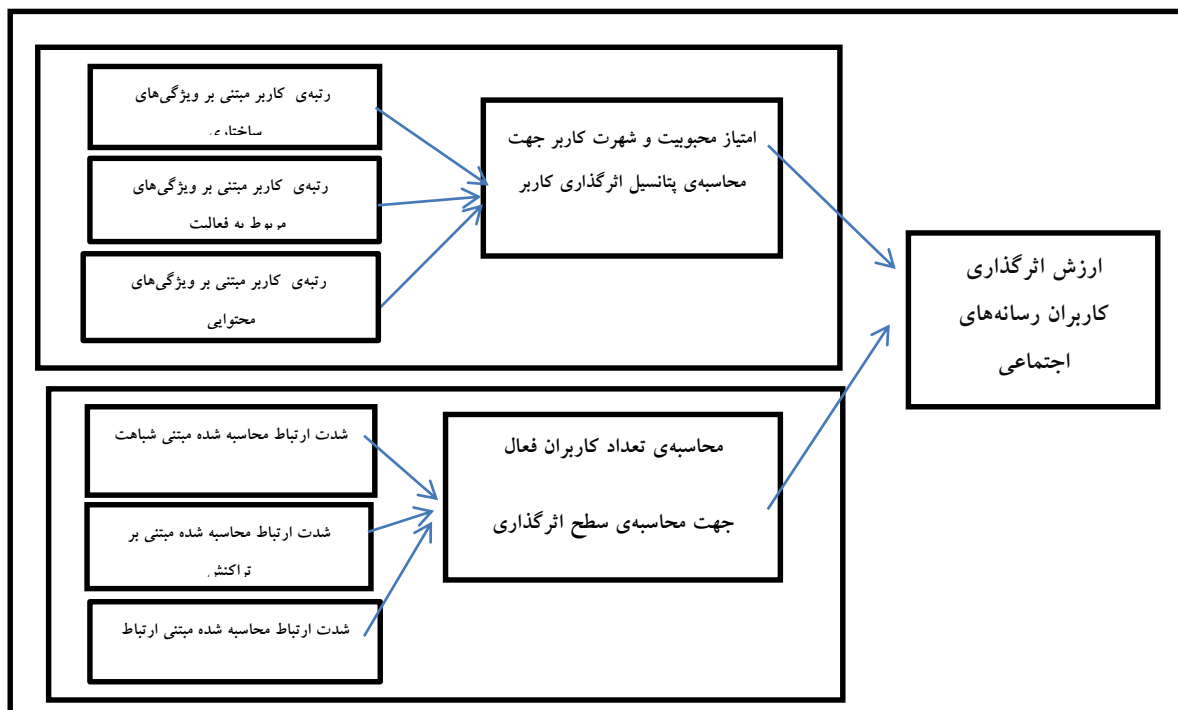 رتبه‌ی کاربر مبتنی بر ویژگی‌های
ساختاری
رتبه‌ی کاربر مبتنی بر ویژگی‌های
مربوط به فعالیت
رتبه‌ی کاربر مبتنی بر ویژگی‌های
محتوایی
امتیاز محبوبیت و شهرت کاربر جهت
محاسبه‌ی پتانسیل اثرگذاری کاربر
شدت ارتباط محاسبه شده مبتنی شباهت
شدت ارتباط محاسبه شده مبتنی بر
تراکنش
شدت ارتباط محاسبه شده مبتنی ارتباط
محاسبه‌ی تعداد کاربران فعال
جهت محاسبه‌ی سطح اثرگذاری
ارزش اثرگذاری
کاربران رسانه‌های
اجتماعی